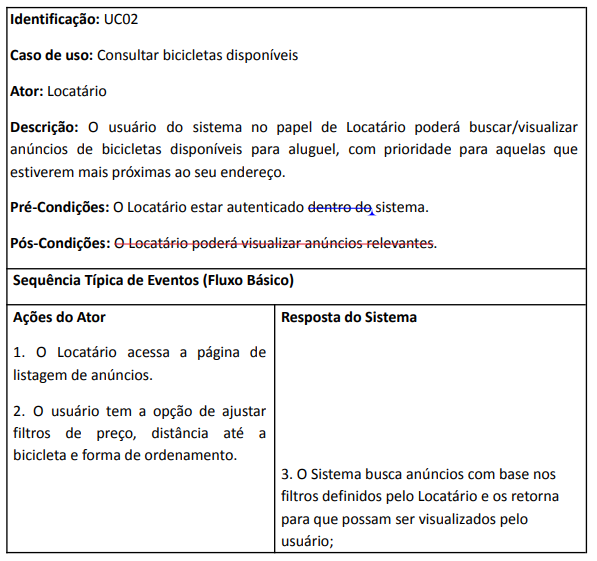 Identificação: UC02
Caso de uso: Consultar bicicletas disponíveis
Ator: Locatário
Descrição: O usuário do sistema no papel de Locatário poderá buscar/visualizar
anúncios de bicicletas disponíveis para aluguel, com prioridade para aquelas que
estiverem mais próximas ao seu endereço.
Pré-Condições: O Locatário estar autenticado dentro do sistema.
Pós-Condições: O Locatário poderá visualizar anúncios relevantes.
Sequência Típica de Eventos (Fluxo Básico)
Ações do Ator
1. O Locatário acessa a página de
listagem de anúncios.
2. O usuário tem a opção de ajustar
filtros de preço, distância até a
bicicleta e forma de ordenamento.
Resposta do Sistema
3. O Sistema busca anúncios com base nos
filtros definidos pelo Locatário e os retorna
para que possam ser visualizados pelo
usuário;